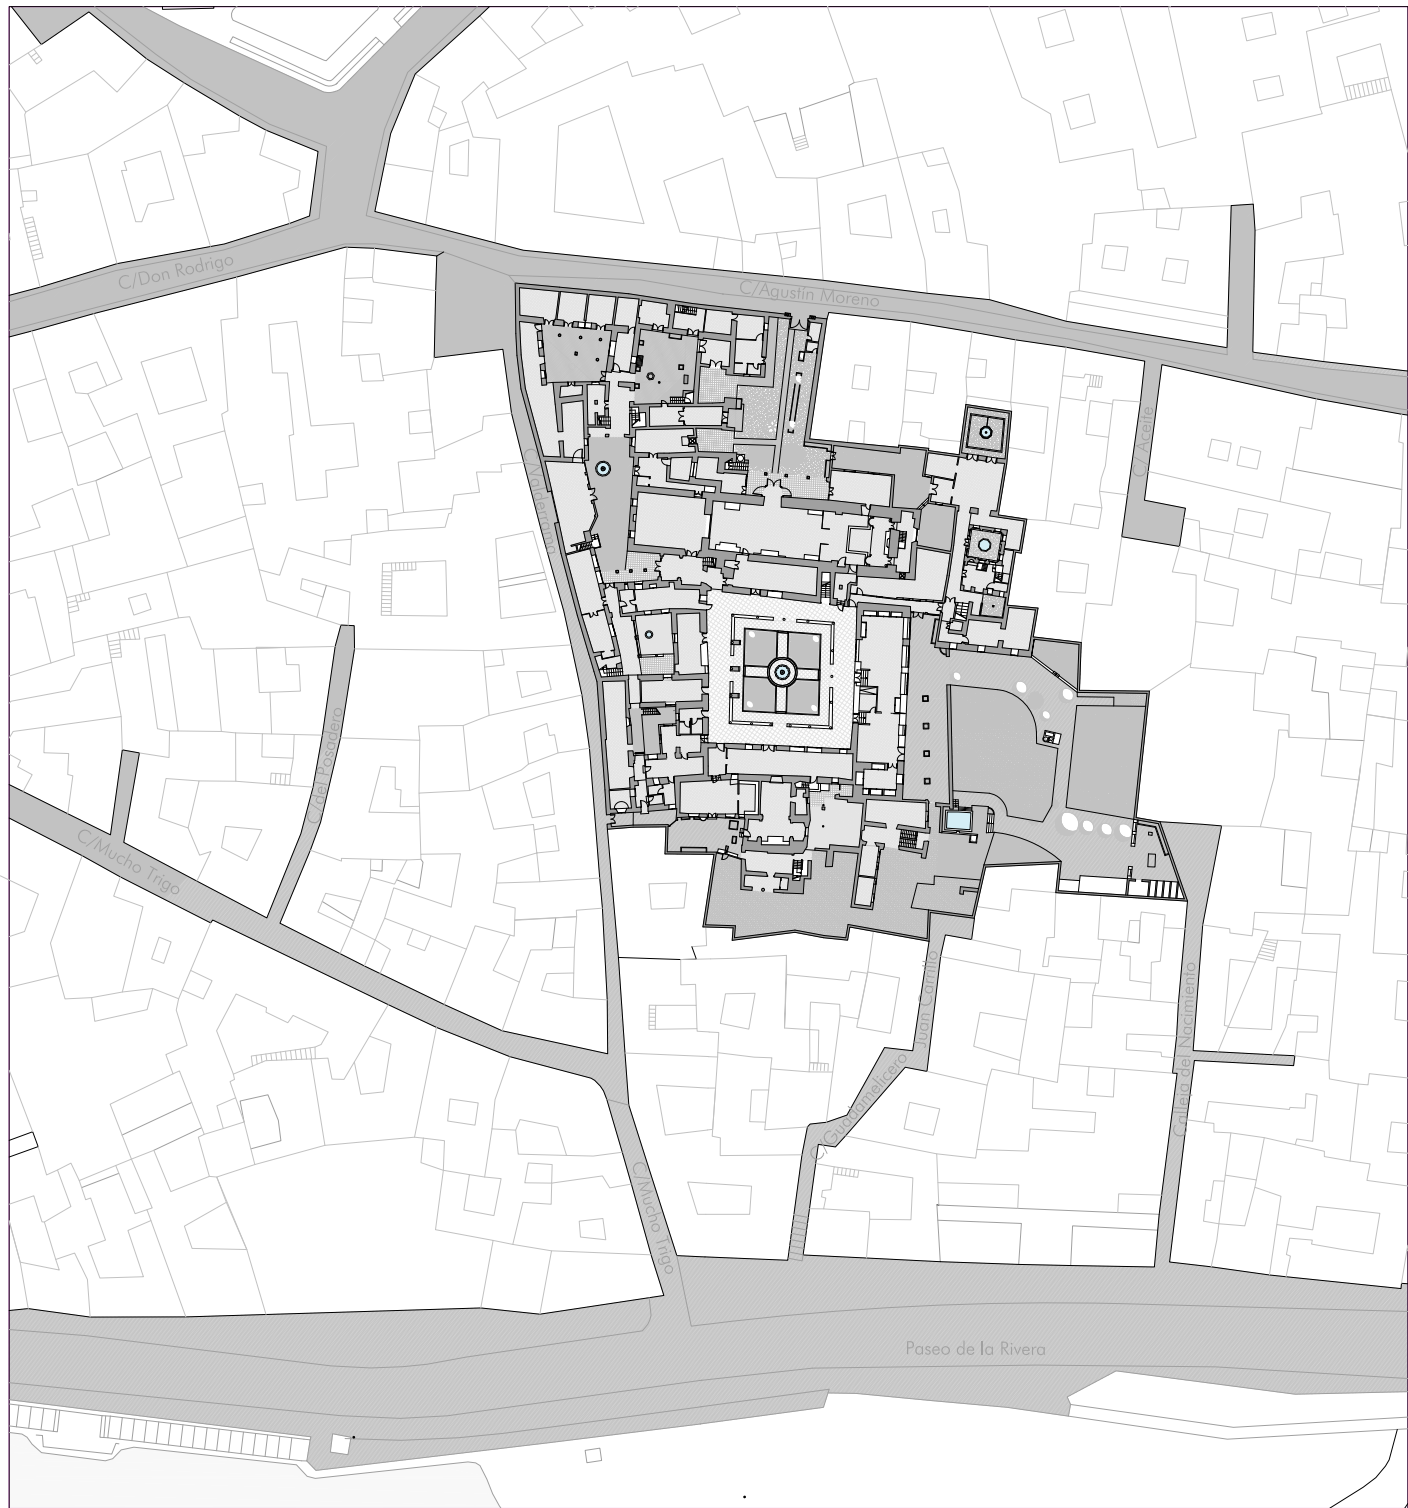 C/Don Rodrigo
C/Agustín Moreno
C/ Aceite
C/Valderrama
C/del Posadero
C/Mucho Trigo
C/Guadamelicero Juan Carrillo
Calleja del Nacimiento
C/Mucho Trigo
Paseo de la Rivera